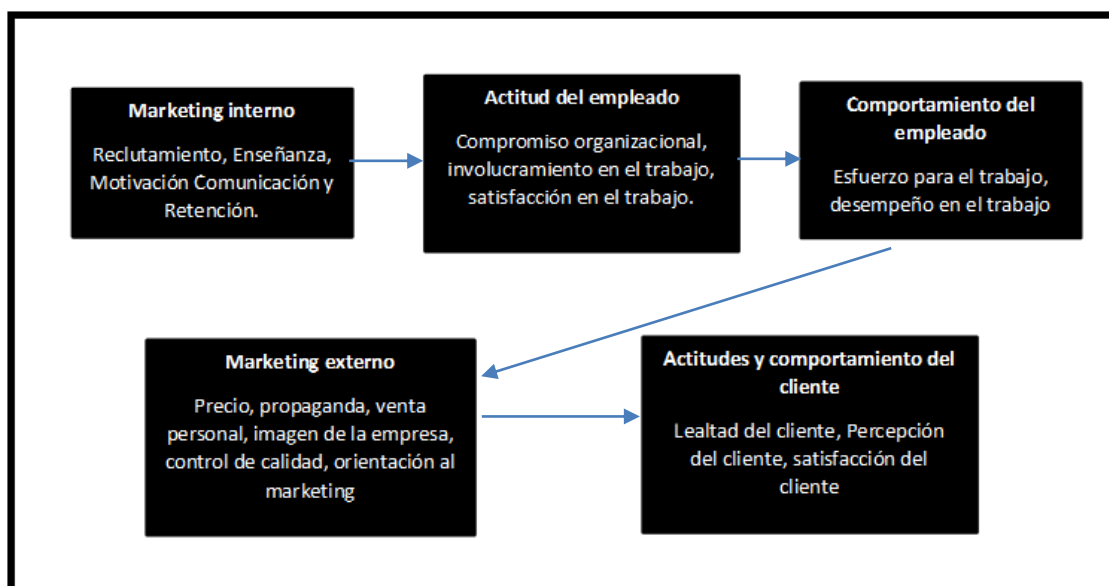 Marketing interno
Reclutamiento, Enseñanza,
Motivación Comunicación y
Retención.
Actitud del empleado
Compromiso organizacional,
involucramiento en el trabajo,
satisfacción en el trabajo.
Comportamiento del
empleado
Esfuerzo para el trabajo,
desempeño en el trabajo
Marketing externo
Precio, propaganda, venta
personal, imagen de la empresa,
control de calidad, orientación al
marketing
Actitudes y comportamiento del
cliente
Lealtad del cliente, Percepción
del cliente, satisfacción del
cliente